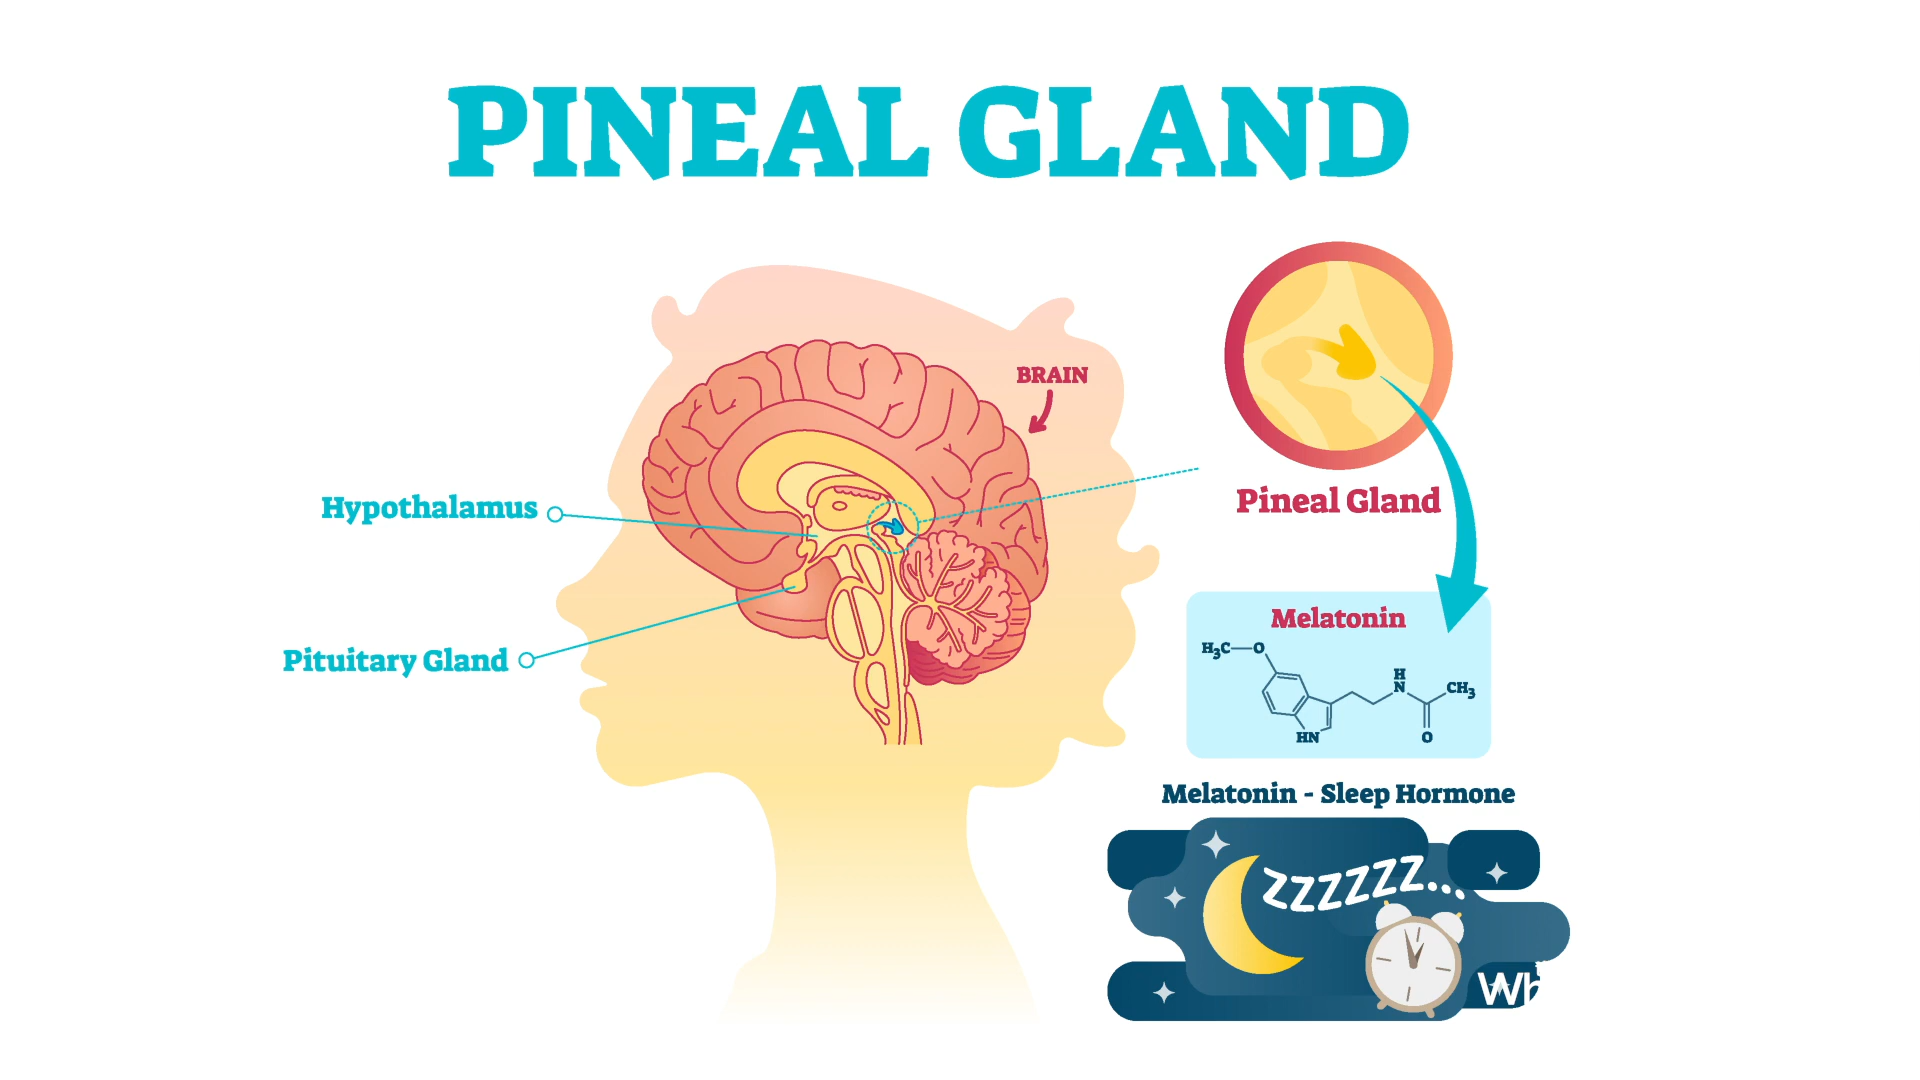 PINEAL GLAND
BRAIN
Hypothalamus
Pituitary Gland
Pineal Gland
Melatonin
H₃C
O
H
N
CH₃
HN
O
Melatonin - Sleep Hormone
ZZZZZZ...